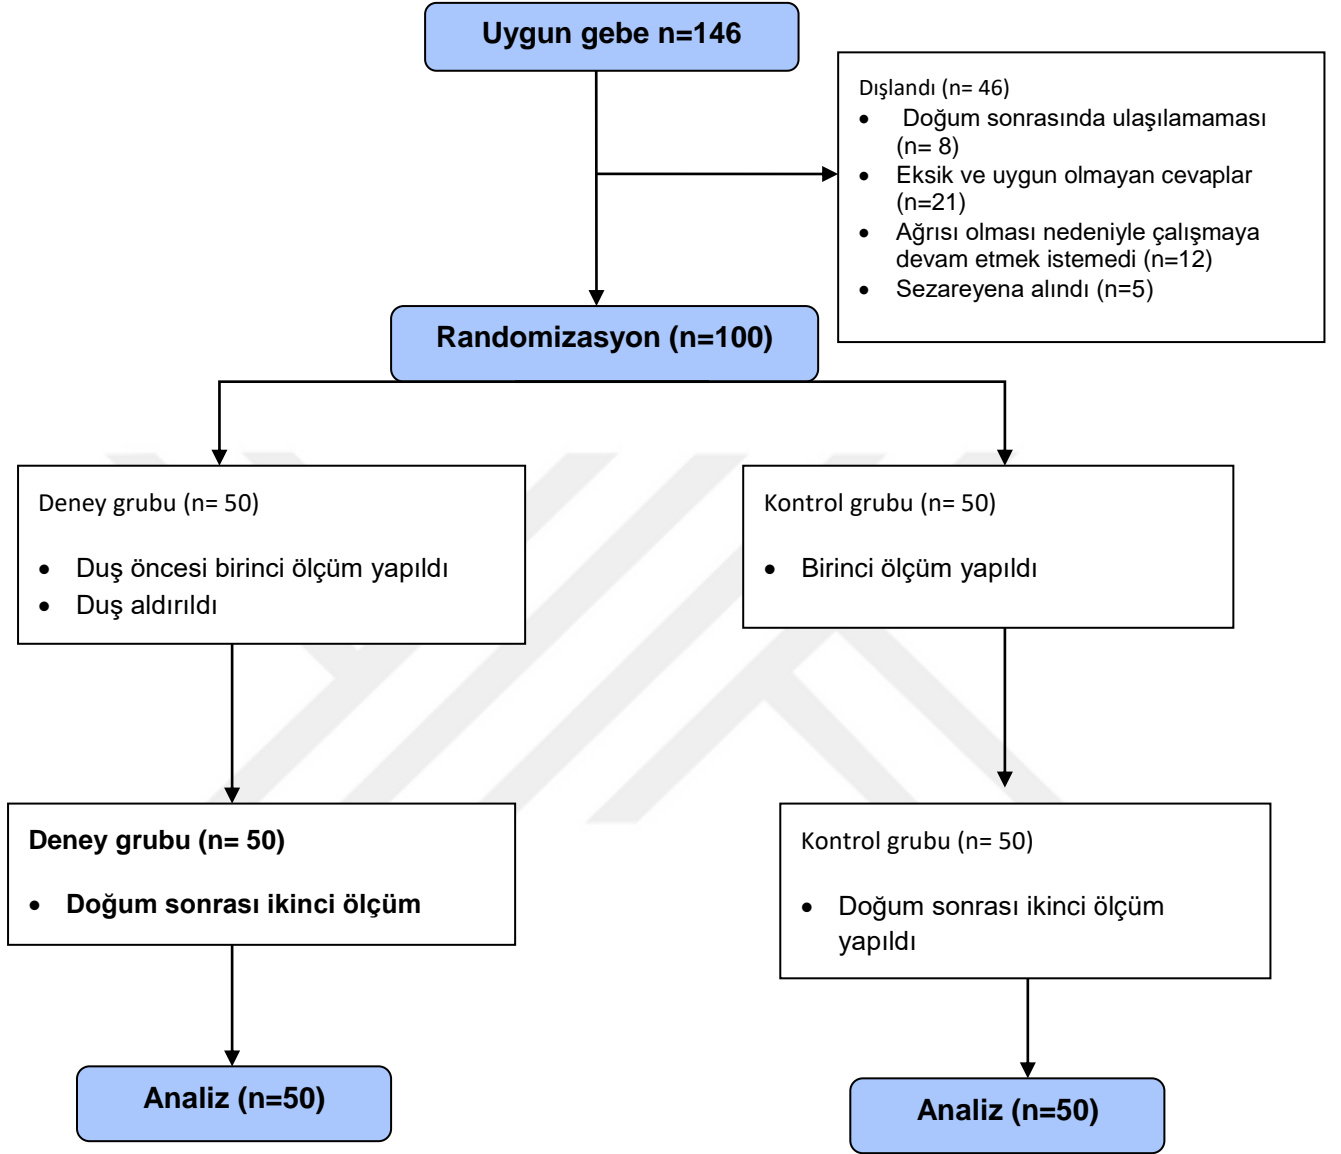 Uygun gebe n=146
Dışlandı (n= 46)
• Doğum sonrasında ulaşılamaması
(n= 8)
• Eksik ve uygun olmayan cevaplar
(n=21)
• Ağrısı olması nedeniyle çalışmaya
devam etmek istemedi (n=12)
• Sezareyena alındı (n=5)
Randomizasyon (n=100)
Deney grubu (n= 50)
• Duş öncesi birinci ölçüm yapıldı
• Duş aldırıldı
Kontrol grubu (n= 50)
• Birinci ölçüm yapıldı
Deney grubu (n= 50)
• Doğum sonrası ikinci ölçüm
Kontrol grubu (n= 50)
• Doğum sonrası ikinci ölçüm
yapıldı
Analiz (n=50)
Analiz (n=50)